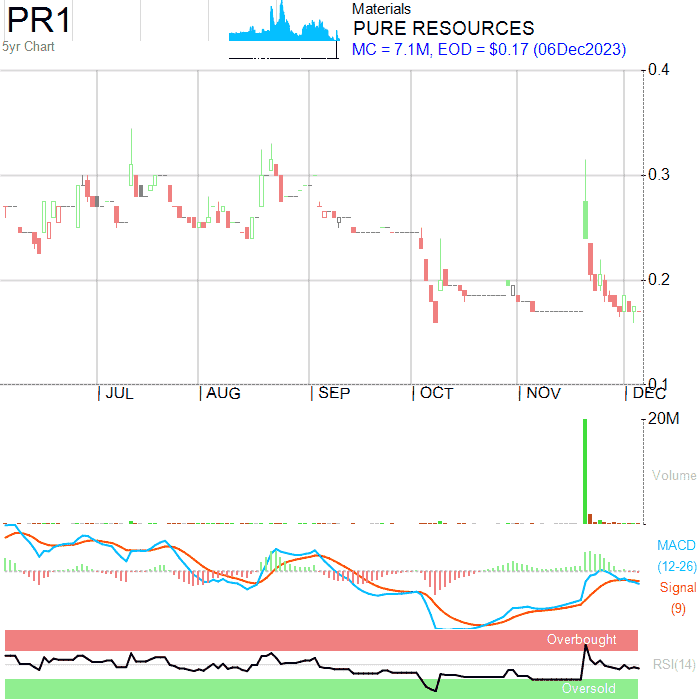 PR1
5yr Chart
Materials
PURE RESOURCES
MC = 7.1M, EOD = $0.17 (06Dec2023)
0.4
0.3
0.2
0.1
JUL AUG SEP OCT NOV DEC
20M
Volume
MACD
(12-26)
Signal
(9)
Overbought
RSI(14)
Oversold